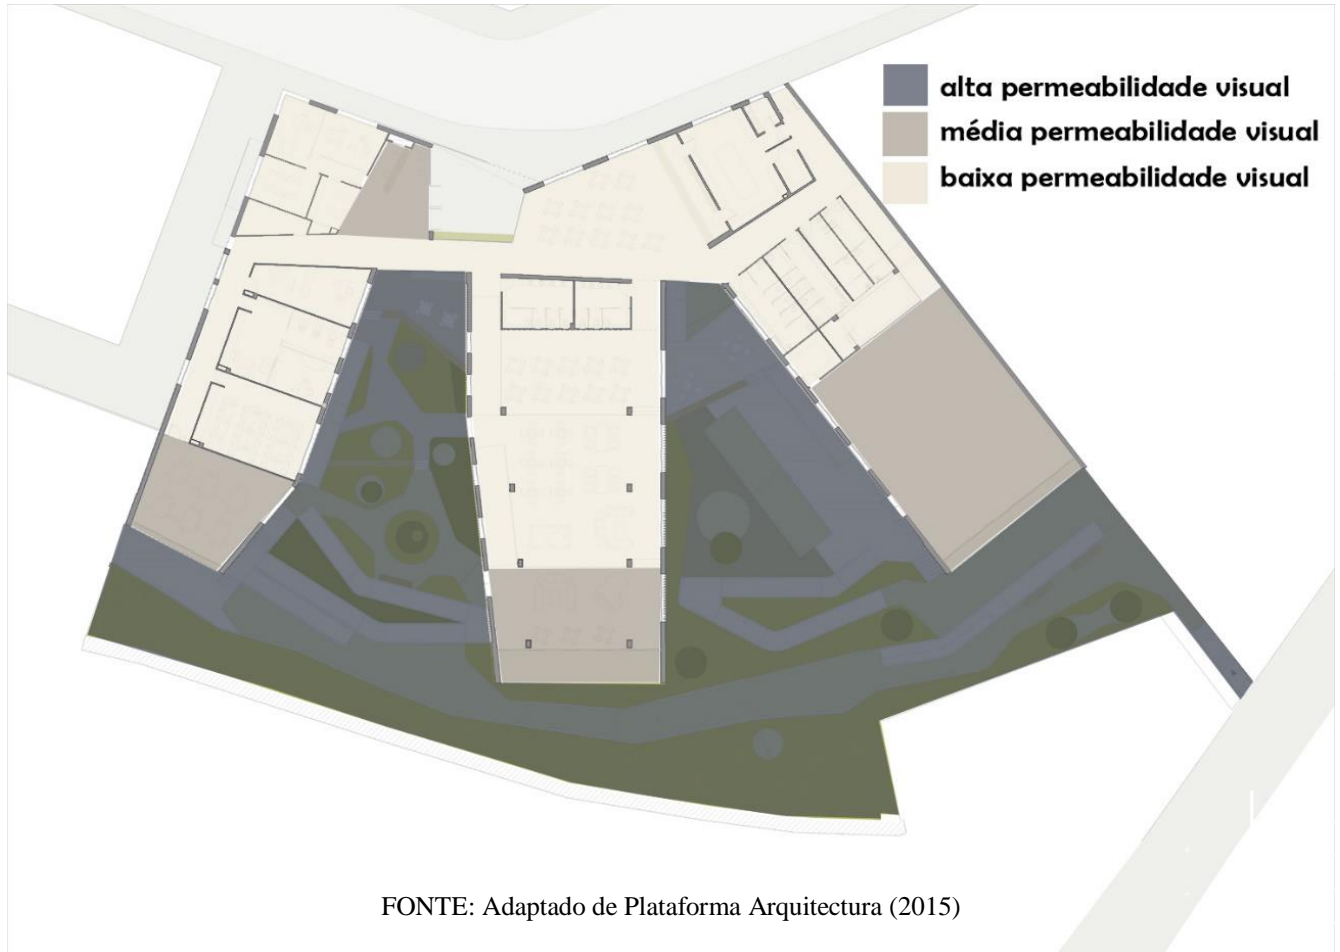 alta permeabilidade visual
média permeabilidade visual
baixa permeabilidade visual
FONTE: Adaptado de Plataforma Arquitectura (2015)